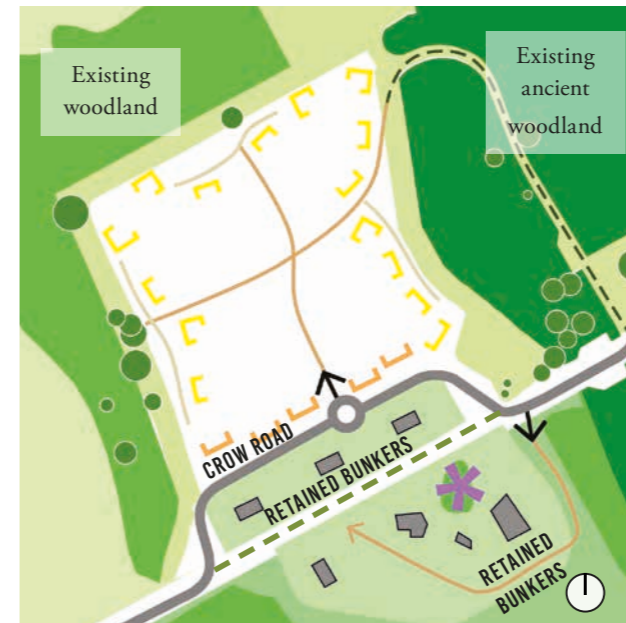 Existing
woodland
Existing
ancient
woodland
CROW ROAD
RETAINED BUNKERS
RETAINED
BUNKERS